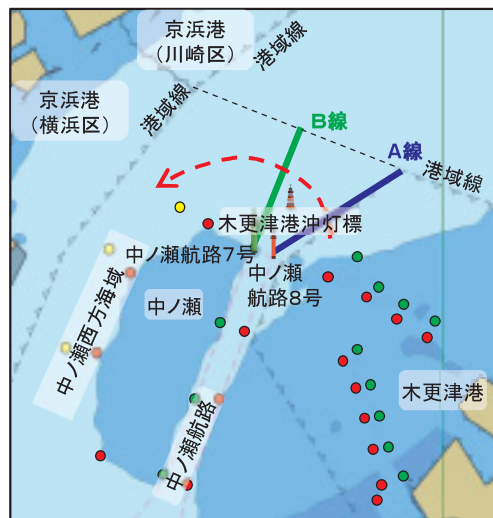 京浜港
(川崎区)
港域線
京浜港
(横浜区)
港域線
B線
A線
港域線
木更津港沖灯標
中ノ瀬航路7号
中ノ瀬
航路8号
中ノ瀬
中ノ瀬西方海域
中ノ瀬航路
木更津港